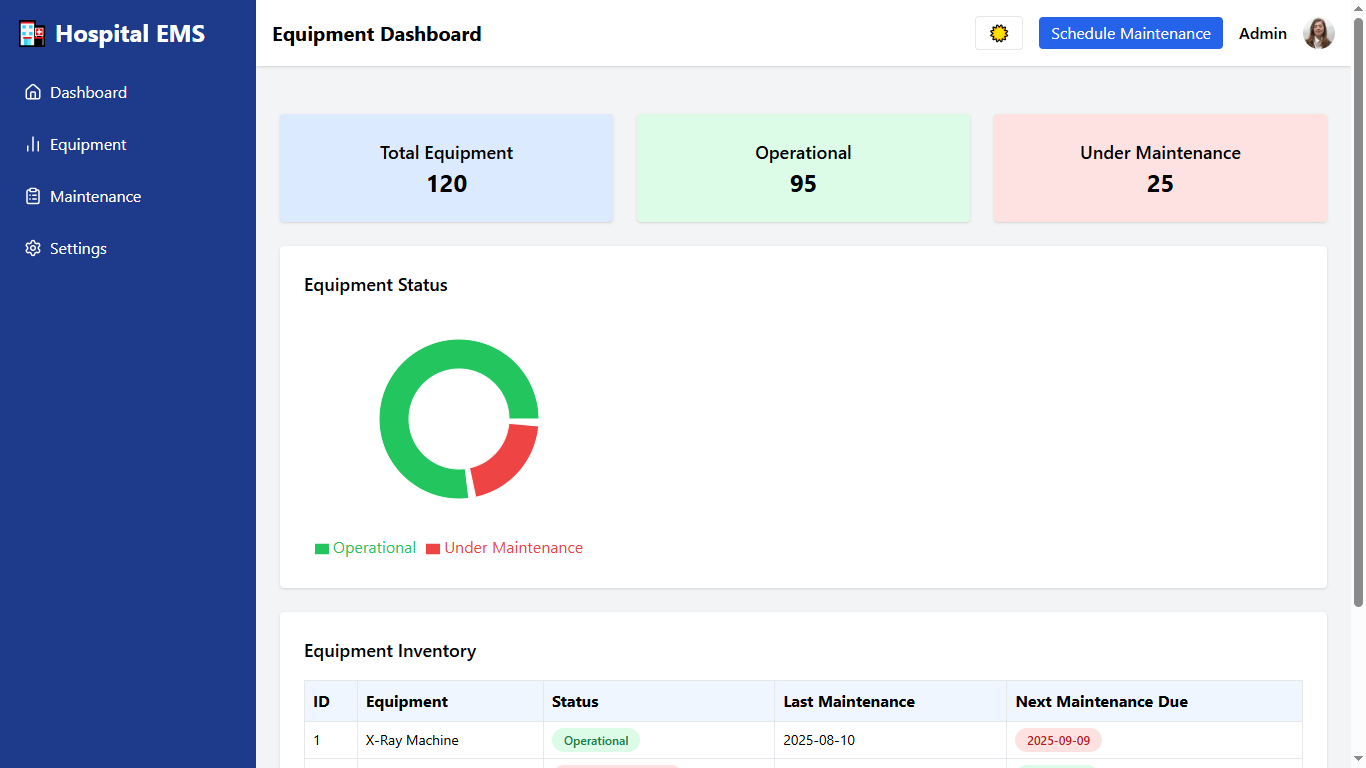 Hospital EMS
Dashboard
Equipment
Maintenance
Settings
Equipment Dashboard
Schedule Maintenance
Admin
Total Equipment
120
Operational
95
Under Maintenance
25
Equipment Status
Operational
Under Maintenance
Equipment Inventory
ID Equipment Status Last Maintenance Next Maintenance Due
1 X-Ray Machine Operational 2025-08-10 2025-09-09